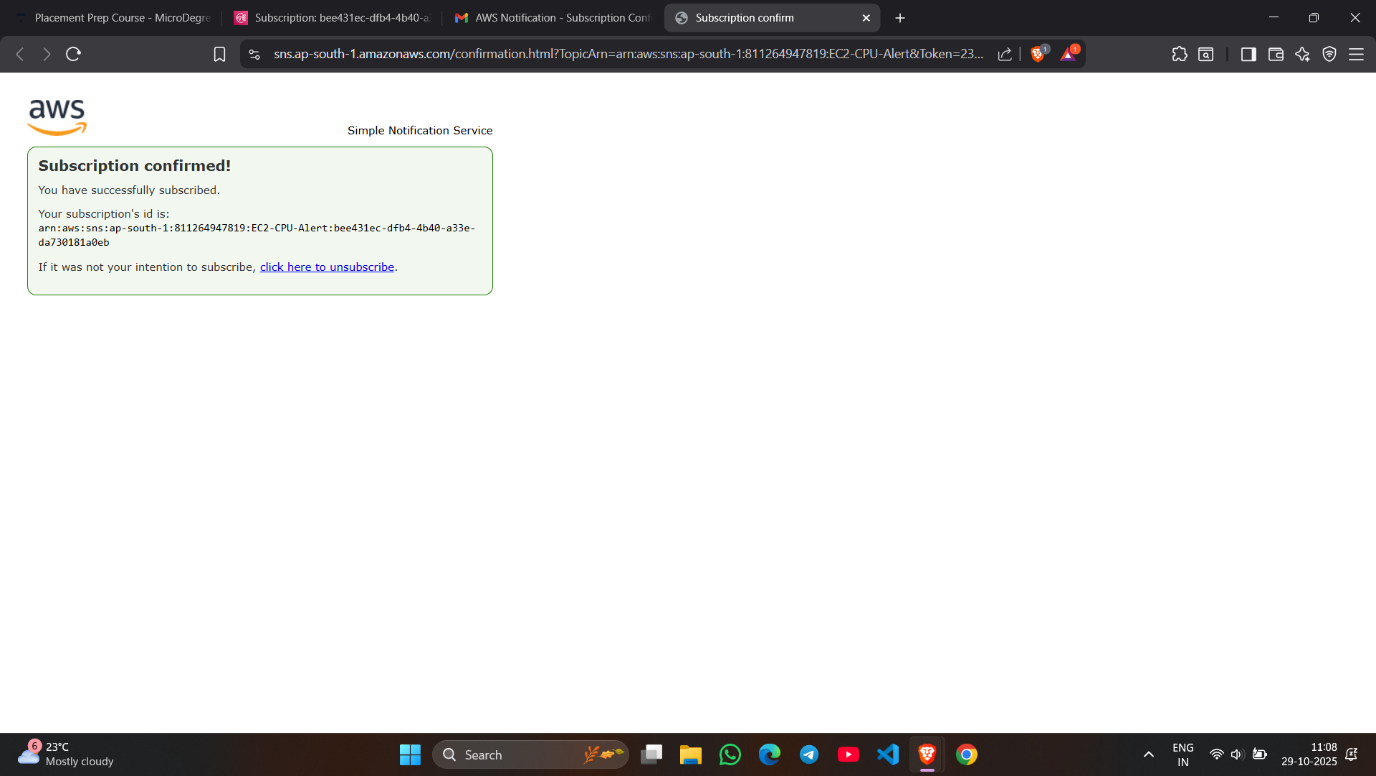 Placement Prep Course - MicroDegre
Subscription: bee431ec-dfb4-4b40-a
AWS Notification - Subscription Conf
Subscription confirm
sns.ap-south-1.amazonaws.com/confirmation.html?TopicArn=arn:aws:sns:ap-south-1:811264947819:EC2-CPU-Alert&Token=23...
1
1
aws
Simple Notification Service
Subscription confirmed!
You have successfully subscribed.
Your subscription's id is:
arn:aws:sns:ap-south-1:811264947819:EC2-CPU-Alert:bee431ec-dfb4-4b40-a33e-
da730181a0eb
If it was not your intention to subscribe, click here to unsubscribe.
6
23°C
Mostly cloudy
Search
ENG
IN
11:08
29-10-2025